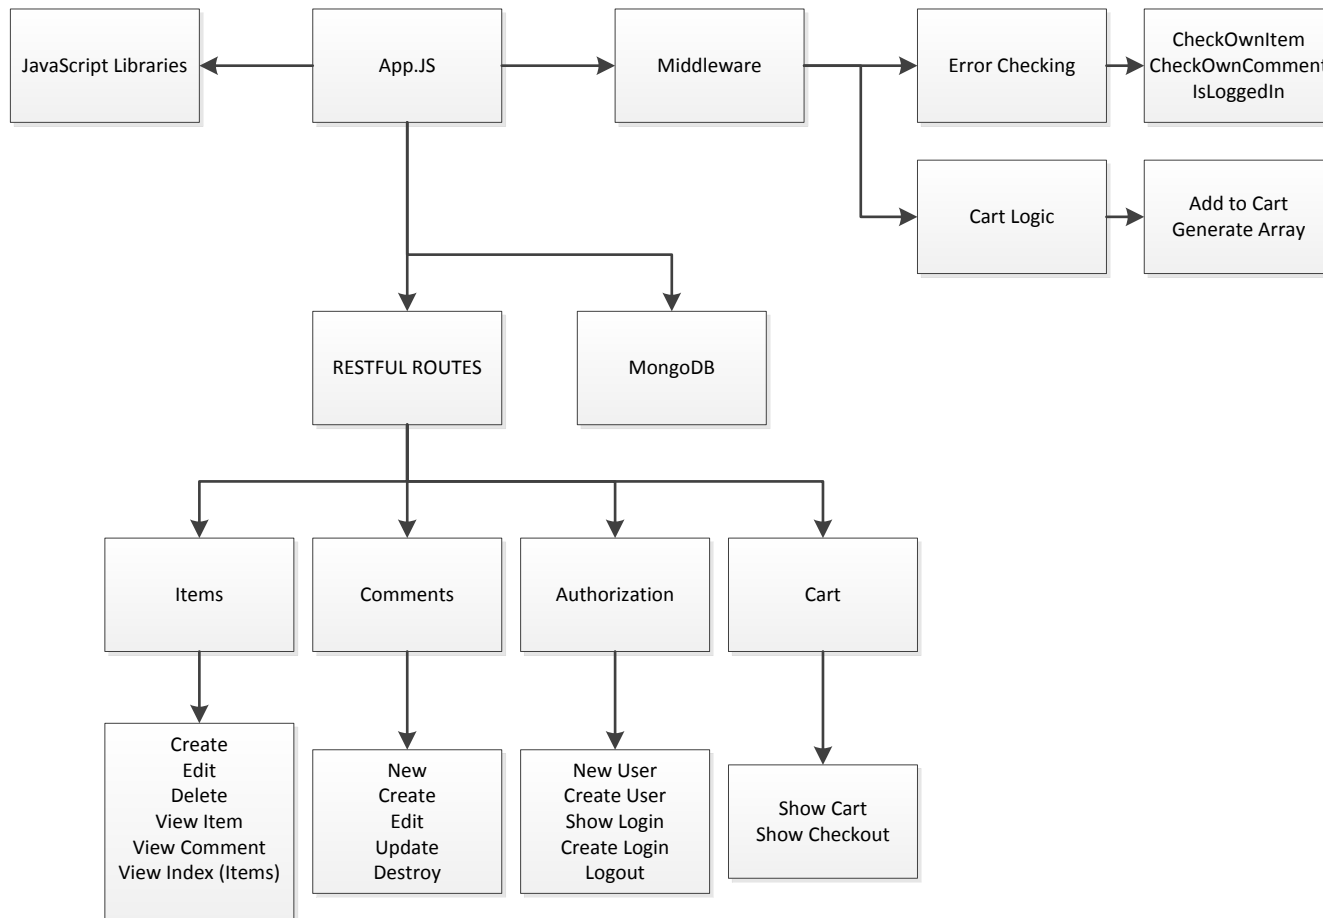 JavaScript Libraries
App.JS
Middleware
Error Checking
CheckOwnItem
CheckOwnComment
IsLoggedIn
Cart Logic
Add to Cart
Generate Array
RESTFUL ROUTES
MongoDB
Items
Comments
Authorization
Cart
Create
Edit
Delete
View Item
View Comment
View Index (Items)
New
Create
Edit
Update
Destroy
New User
Create User
Show Login
Create Login
Logout
Show Cart
Show Checkout